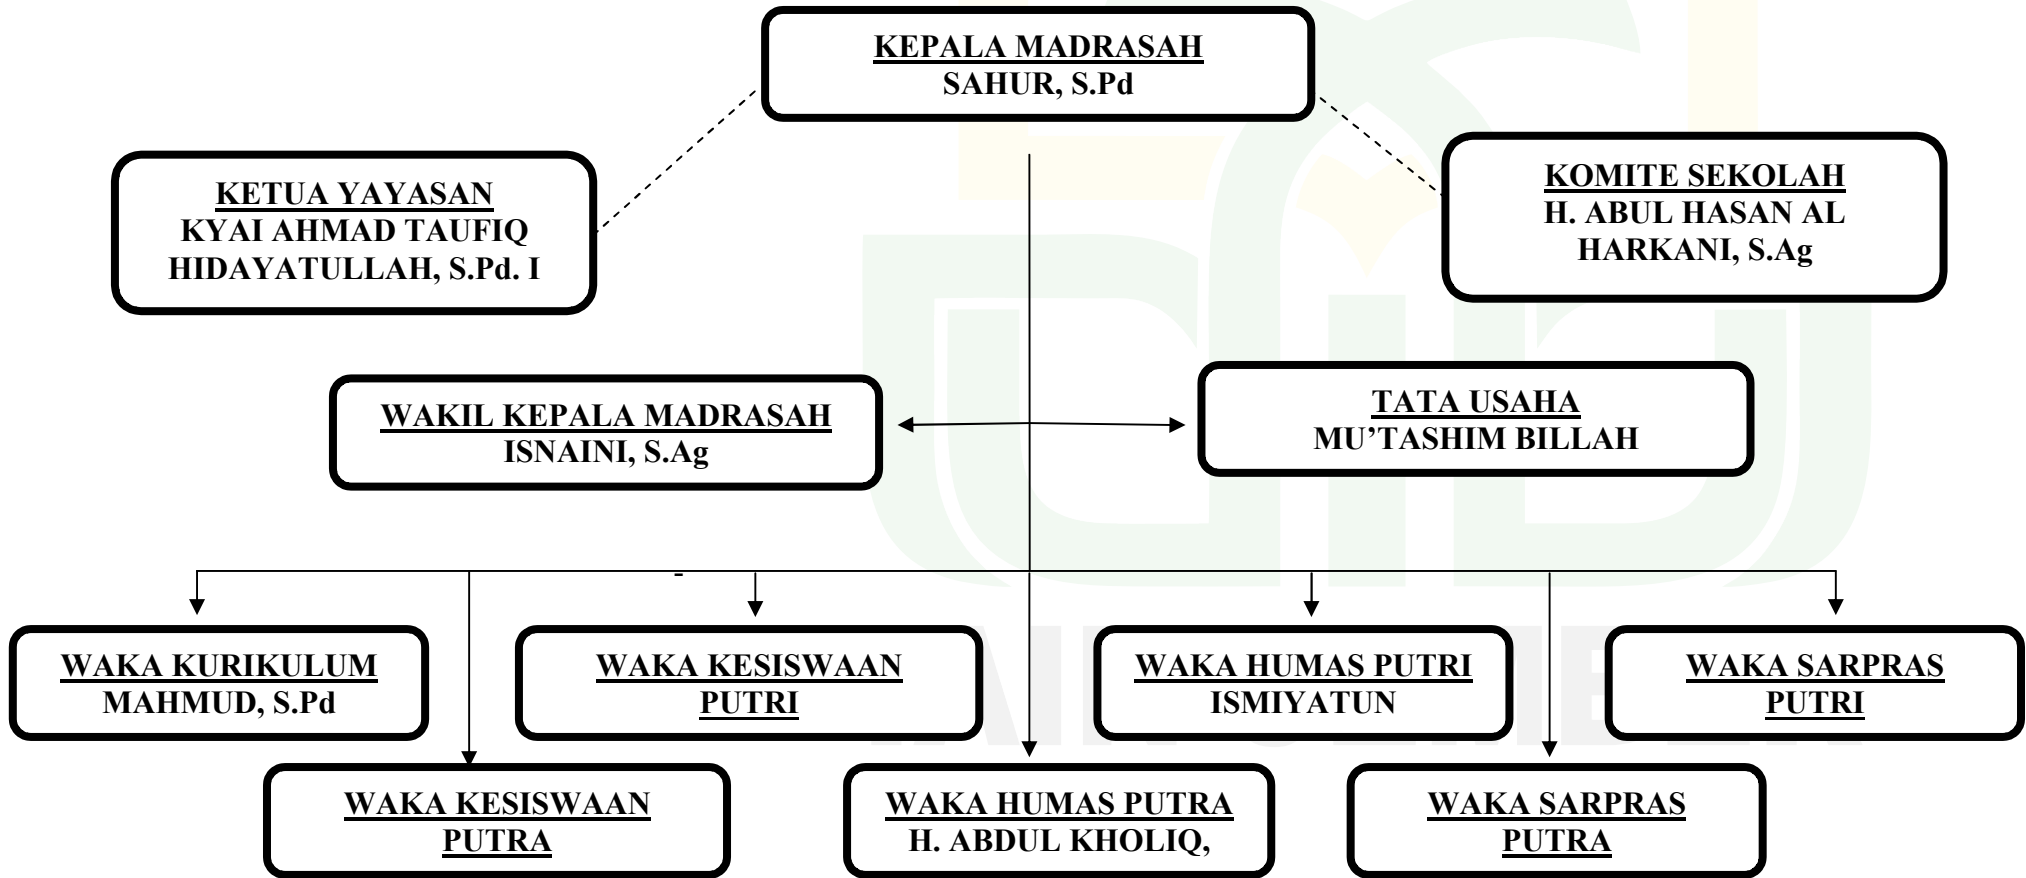 KEPALA MADRASAH
SAHUR, S.Pd
KETUA YAYASAN
KYAI AHMAD TAUFIQ
HIDAYATULLAH, S.Pd. I
KOMITE SEKOLAH
H. ABUL HASAN AL
HARKANI, S.Ag
WAKIL KEPALA MADRASAH
ISNAINI, S.Ag
TATA USAHA
MU’TASHIM BILLAH
-
WAKA KURIKULUM
MAHMUD, S.Pd
WAKA KESISWAAN
PUTRI
WAKA HUMAS PUTRI
ISMIYATUN
WAKA SARPRAS
PUTRI
WAKA KESISWAAN
PUTRA
WAKA HUMAS PUTRA
H. ABDUL KHOLIQ,
WAKA SARPRAS
PUTRA